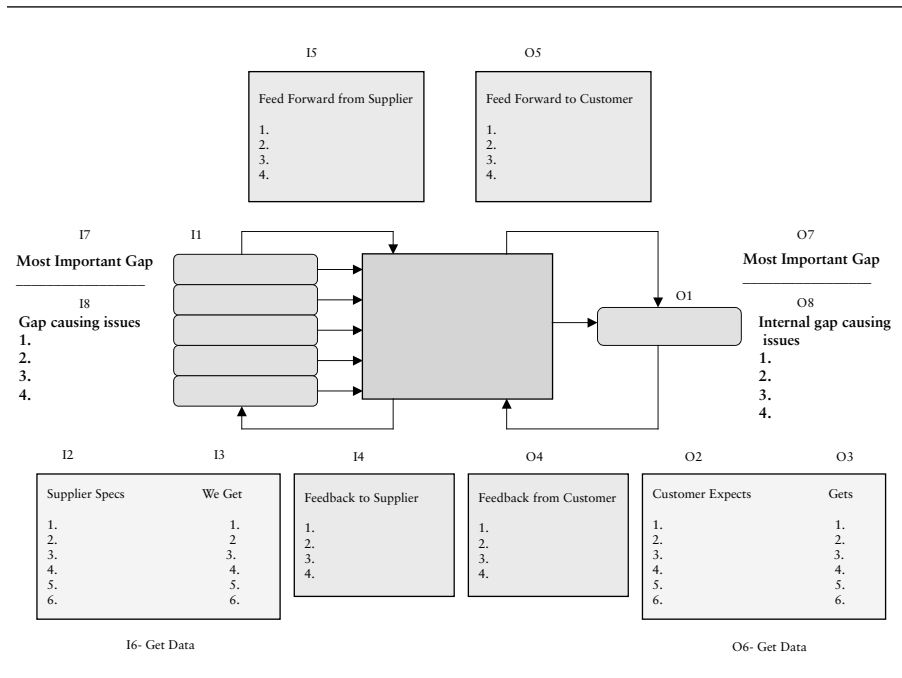 I5
Feed Forward from Supplier
1.
2.
3.
4.
O5
Feed Forward to Customer
1.
2.
3.
4.
I7
Most Important Gap
I8
Gap causing issues
1.
2.
3.
4.
I1
O1
O7
Most Important Gap
O8
Internal gap causing
issues
1.
2.
3.
4.
I2 I3
Supplier Specs We Get
1. 1.
2. 2
3. 3.
4. 4.
5. 5.
6. 6.
I6- Get Data
I4
Feedback to Supplier
1.
2.
3.
4.
O4
Feedback from Customer
1.
2.
3.
4.
O2 O3
Customer Expects Gets
1. 1.
2. 2.
3. 3.
4. 4.
5. 5.
6. 6.
O6- Get Data